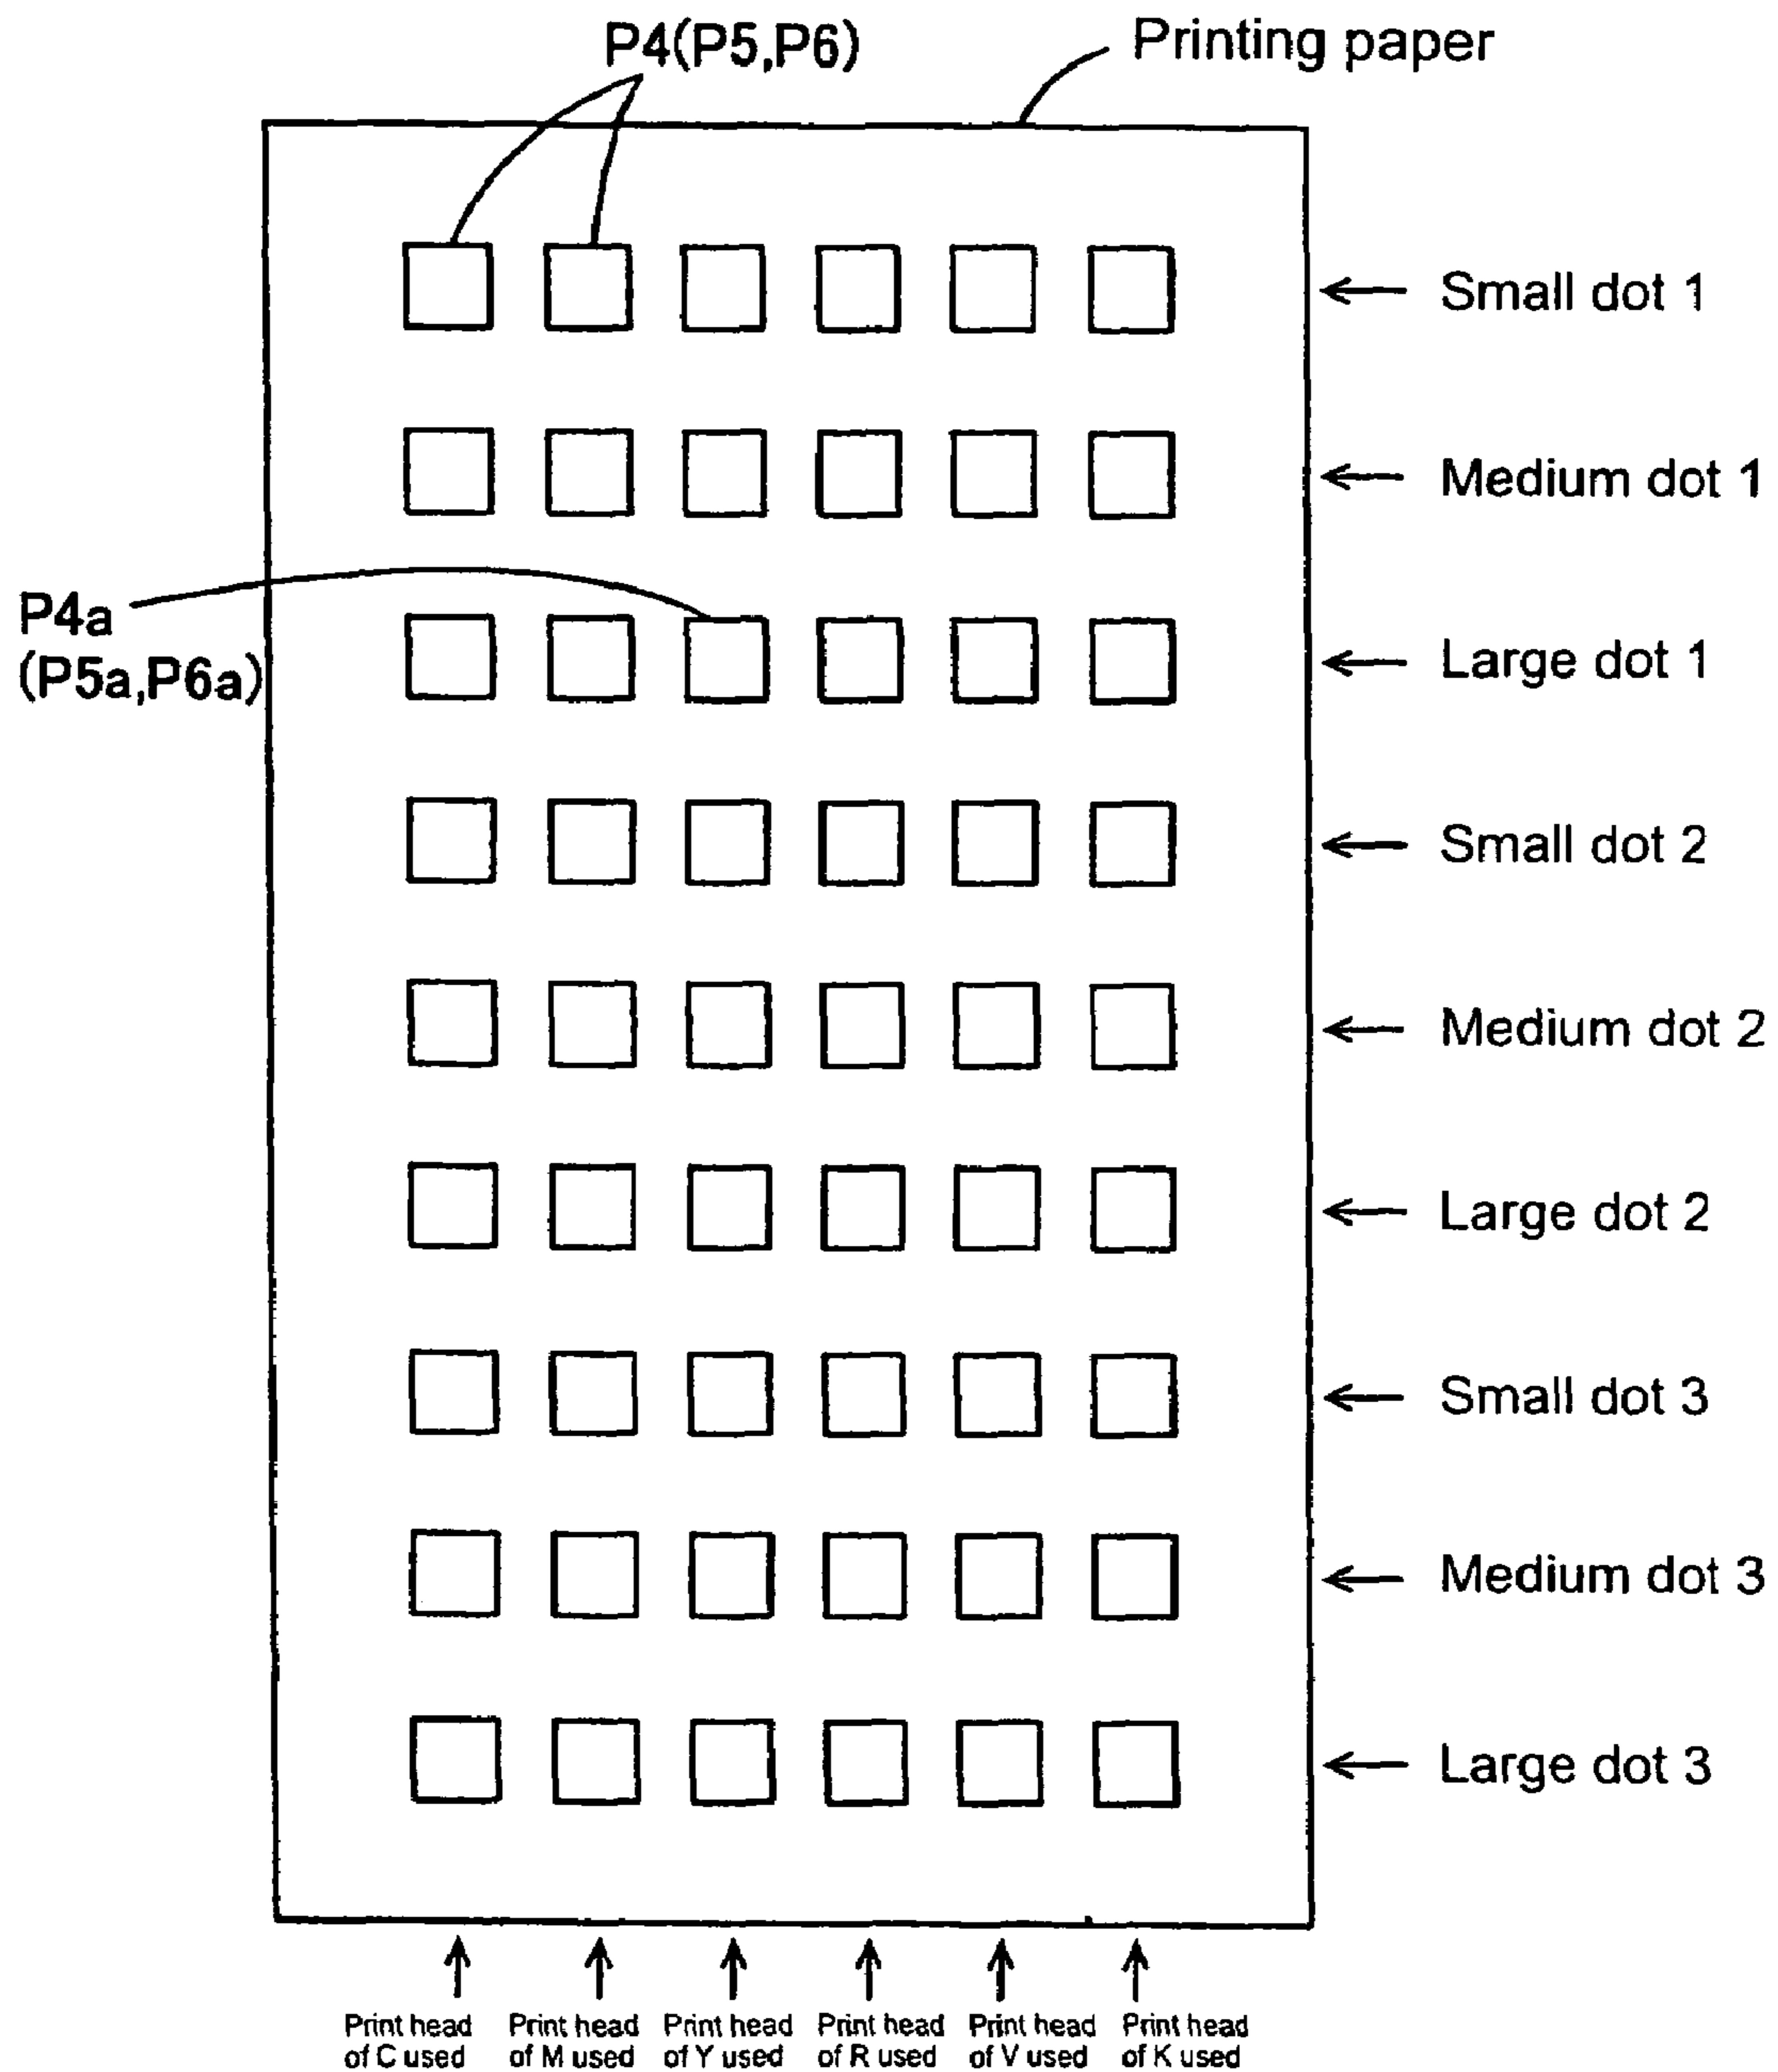 P4(P5,P6)
Printing paper
Small dot 1
Medium dot 1
P4a
(P5a,P6a)
Large dot 1
Small dot 2
Medium dot 2
Large dot 2
Small dot 3
Medium dot 3
Large dot 3
Print head
of C used
Print head
of M used
Print head
of Y used
Print head
of R used
Print head
of V used
Print head
of K used